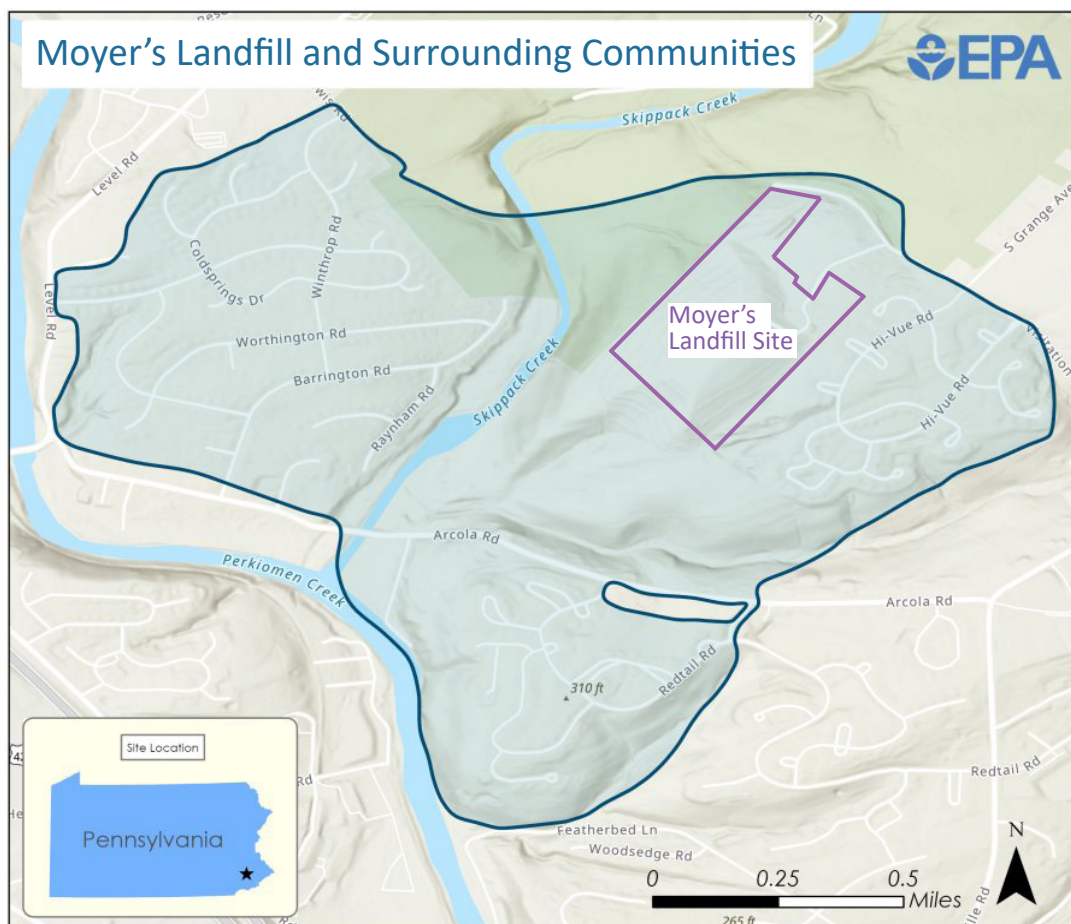 Moyer's Landfill and Surrounding Communities
EPA
Ln
Skippack Creek
Level Rd
S Grange Ave
Coldsprings Dr
Winthrop Rd
Level Rd
Moyer's
Landfill Site
Hi-Vue Rd
Worthington Rd
Barrington Rd
Raynham Rd
Skippack Creek
Hi-Vue Rd
Arcola Rd
Perkiomen Creek
Arcola Rd
Redtail Rd
310 ft
Site Location
Pennsylvania
Rd
Redtail Rd
Featherbed Ln
Woodsedge Rd
N
0 0.25 0.5
Miles
265 ft
Rd